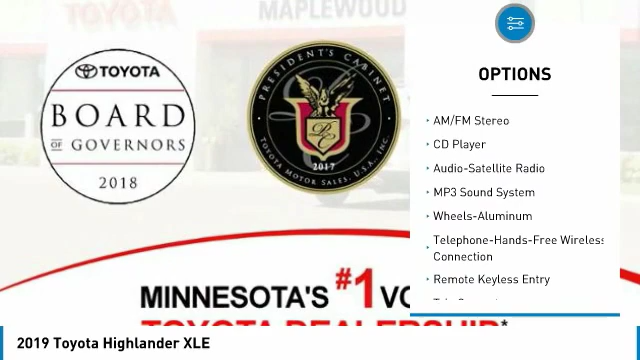 MAPLEWOOD
TOYOTA
BOARD
OF GOVERNORS
2018
PRESIDENT'S CABINET
PC
2017
TOYOTA MOTOR SALES, U.S.A., INC.
MINNESOTA'S #1 VO
TOYOTA DEALERSHIP*
OPTIONS
AM/FM Stereo
CD Player
Audio-Satellite Radio
MP3 Sound System
Wheels-Aluminum
Telephone-Hands-Free Wireless
Connection
Remote Keyless Entry
2019 Toyota Highlander XLE